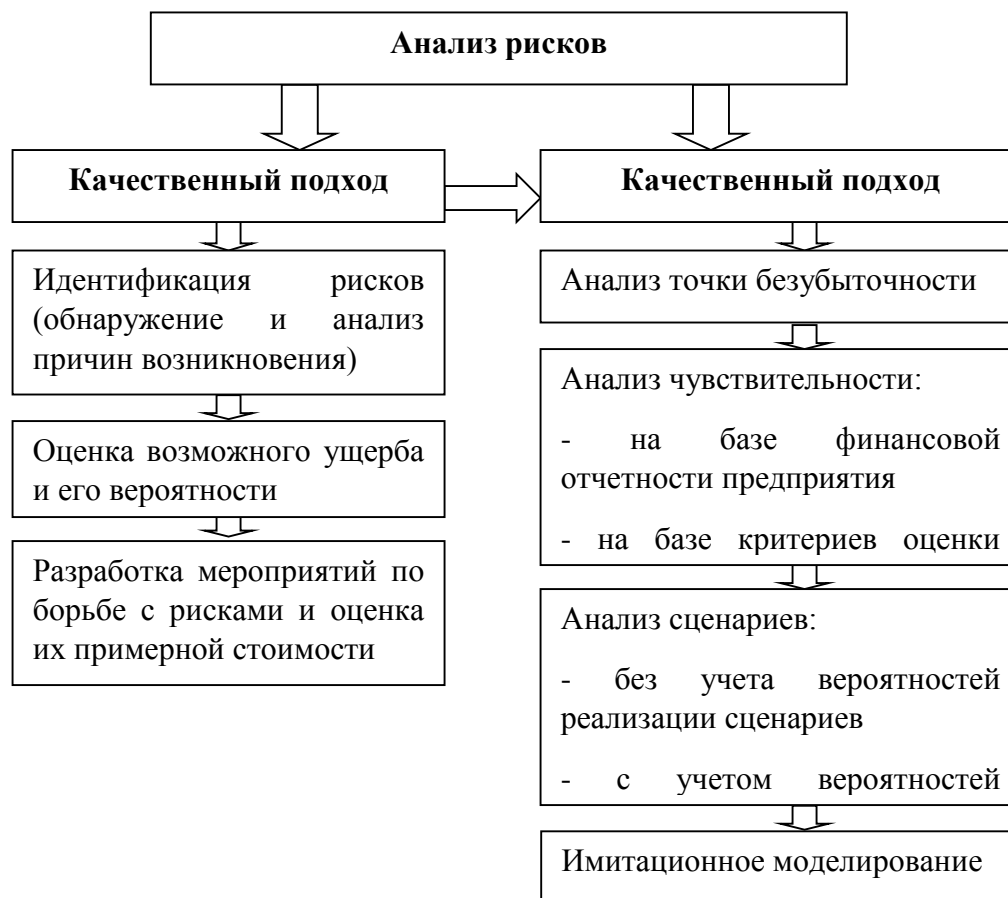 Анализ рисков
Качественный подход
Идентификация рисков
(обнаружение и анализ
причин возникновения)
Оценка возможного ущерба
и его вероятности
Разработка мероприятий по
борьбе с рисками и оценка
их примерной стоимости
Качественный подход
Анализ точки безубыточности
Анализ чувствительности:
- на базе финансовой
отчетности предприятия
- на базе критериев оценки
Анализ сценариев:
- без учета вероятностей
реализации сценариев
- с учетом вероятностей
Имитационное моделирование